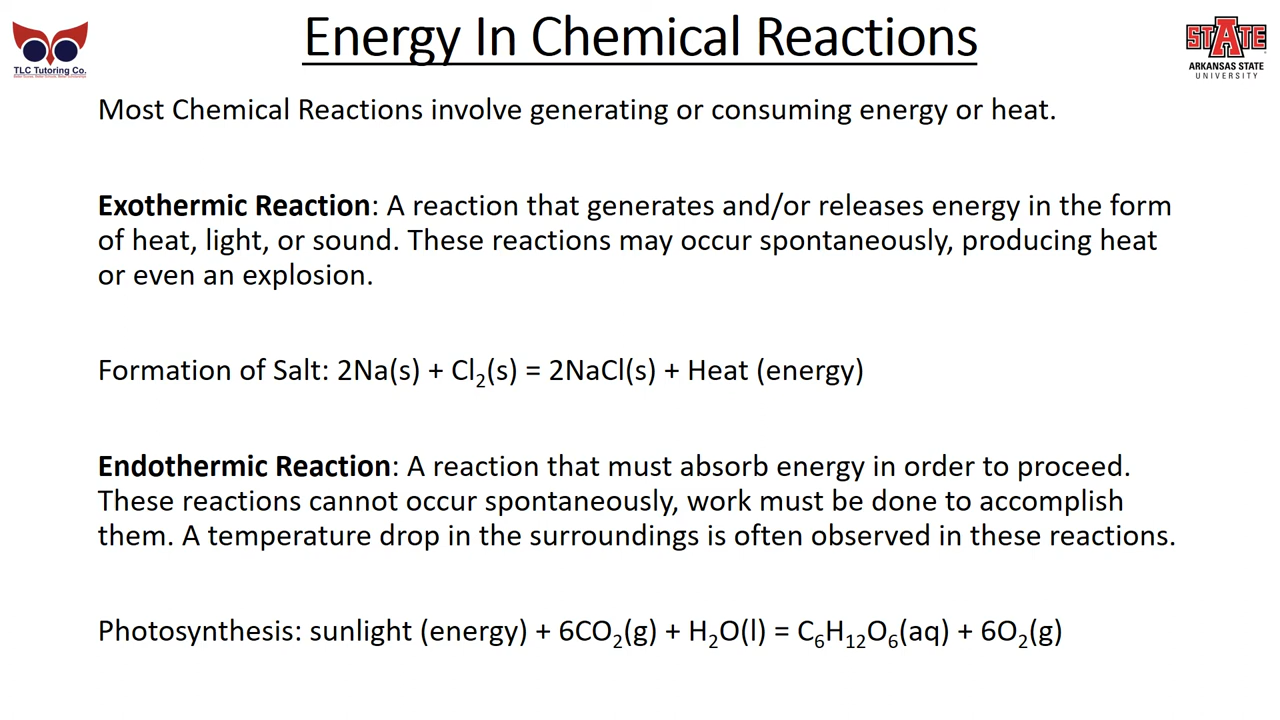 Energy In Chemical Reactions
TLC Tutoring Co.
STATE
ARKANSAS STATE
UNIVERSITY
Most Chemical Reactions involve generating or consuming energy or heat.
Exothermic Reaction: A reaction that generates and/or releases energy in the form
of heat, light, or sound. These reactions may occur spontaneously, producing heat
or even an explosion.
Formation of Salt: 2Na(s) + Cl₂(s) = 2NaCl(s) + Heat (energy)
Endothermic Reaction: A reaction that must absorb energy in order to proceed.
These reactions cannot occur spontaneously, work must be done to accomplish
them. A temperature drop in the surroundings is often observed in these reactions.
Photosynthesis: sunlight (energy) + 6CO₂(g) + H₂O(l) = C₆H₁₂O₆(aq) + 6O₂(g)